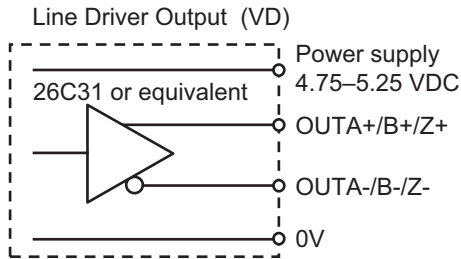 Line Driver Output (VD)
Power supply
4.75–5.25 VDC
26C31 or equivalent
OUTA+/B+/Z+
OUTA-/B-/Z-
0V